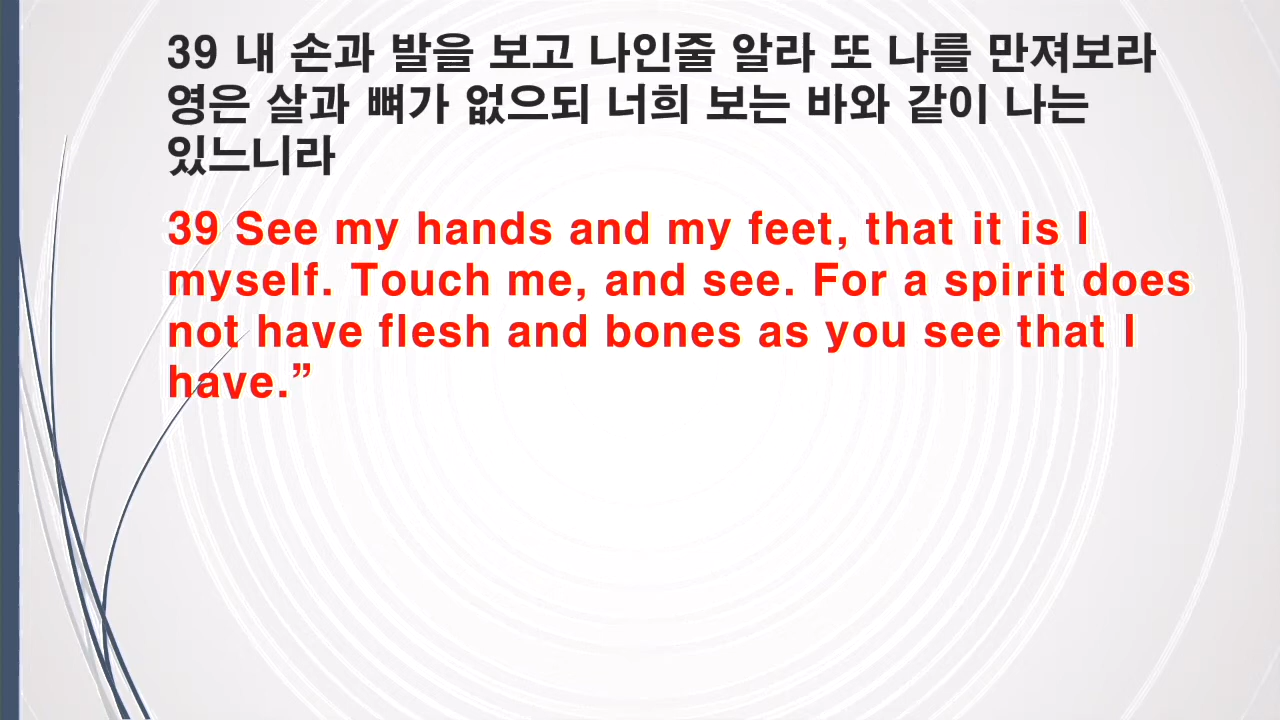 39 내 손과 발을 보고 나인줄 알라 또 나를 만져보라
영은 살과 뼈가 없으되 너희 보는 바와 같이 나는
있느니라
39 See my hands and my feet, that it is I
myself. Touch me, and see. For a spirit does
not have flesh and bones as you see that I
have.”